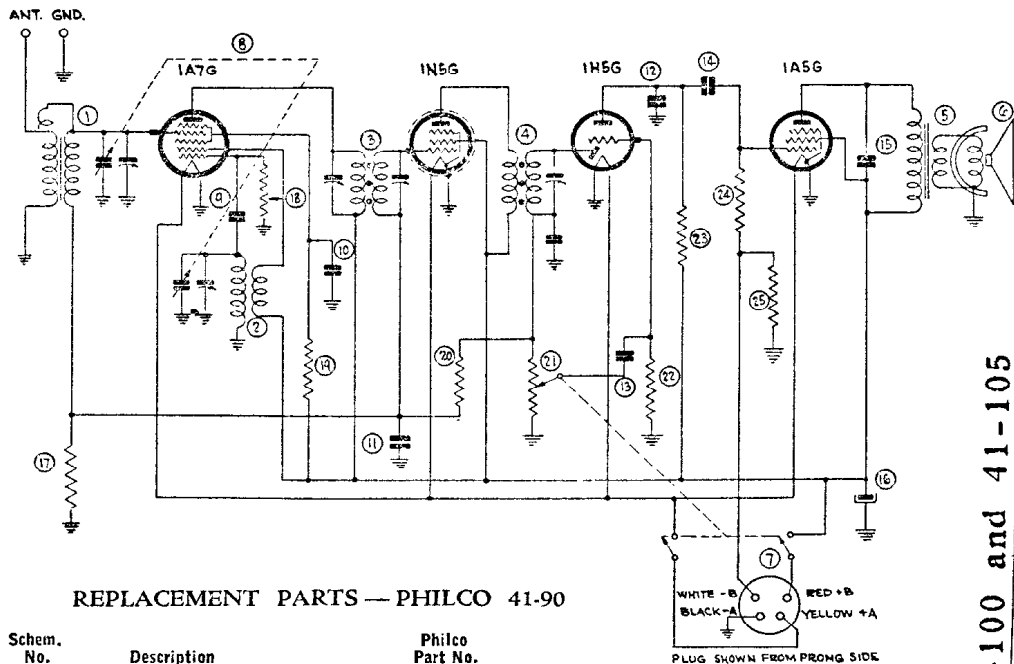 ANT. GND.
8
1A7G
1N5G
1H5G
12
14
1A5G
1
3
4
5
6
15
9
18
10
24
23
2
25
19
20
21
13
22
11
17
16
7
WHITE -B
RED +B
BLACK -A
YELLOW +A
PLUG SHOWN FROM PRONG SIDE
REPLACEMENT PARTS — PHILCO 41-90
Schem. No.
Description
Philco Part No.
-100 and 41-105